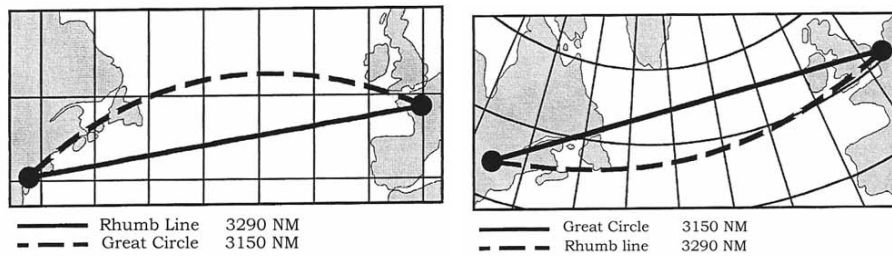 Rhumb Line 3290 NM
Great Circle 3150 NM
Great Circle 3150 NM
Rhumb line 3290 NM